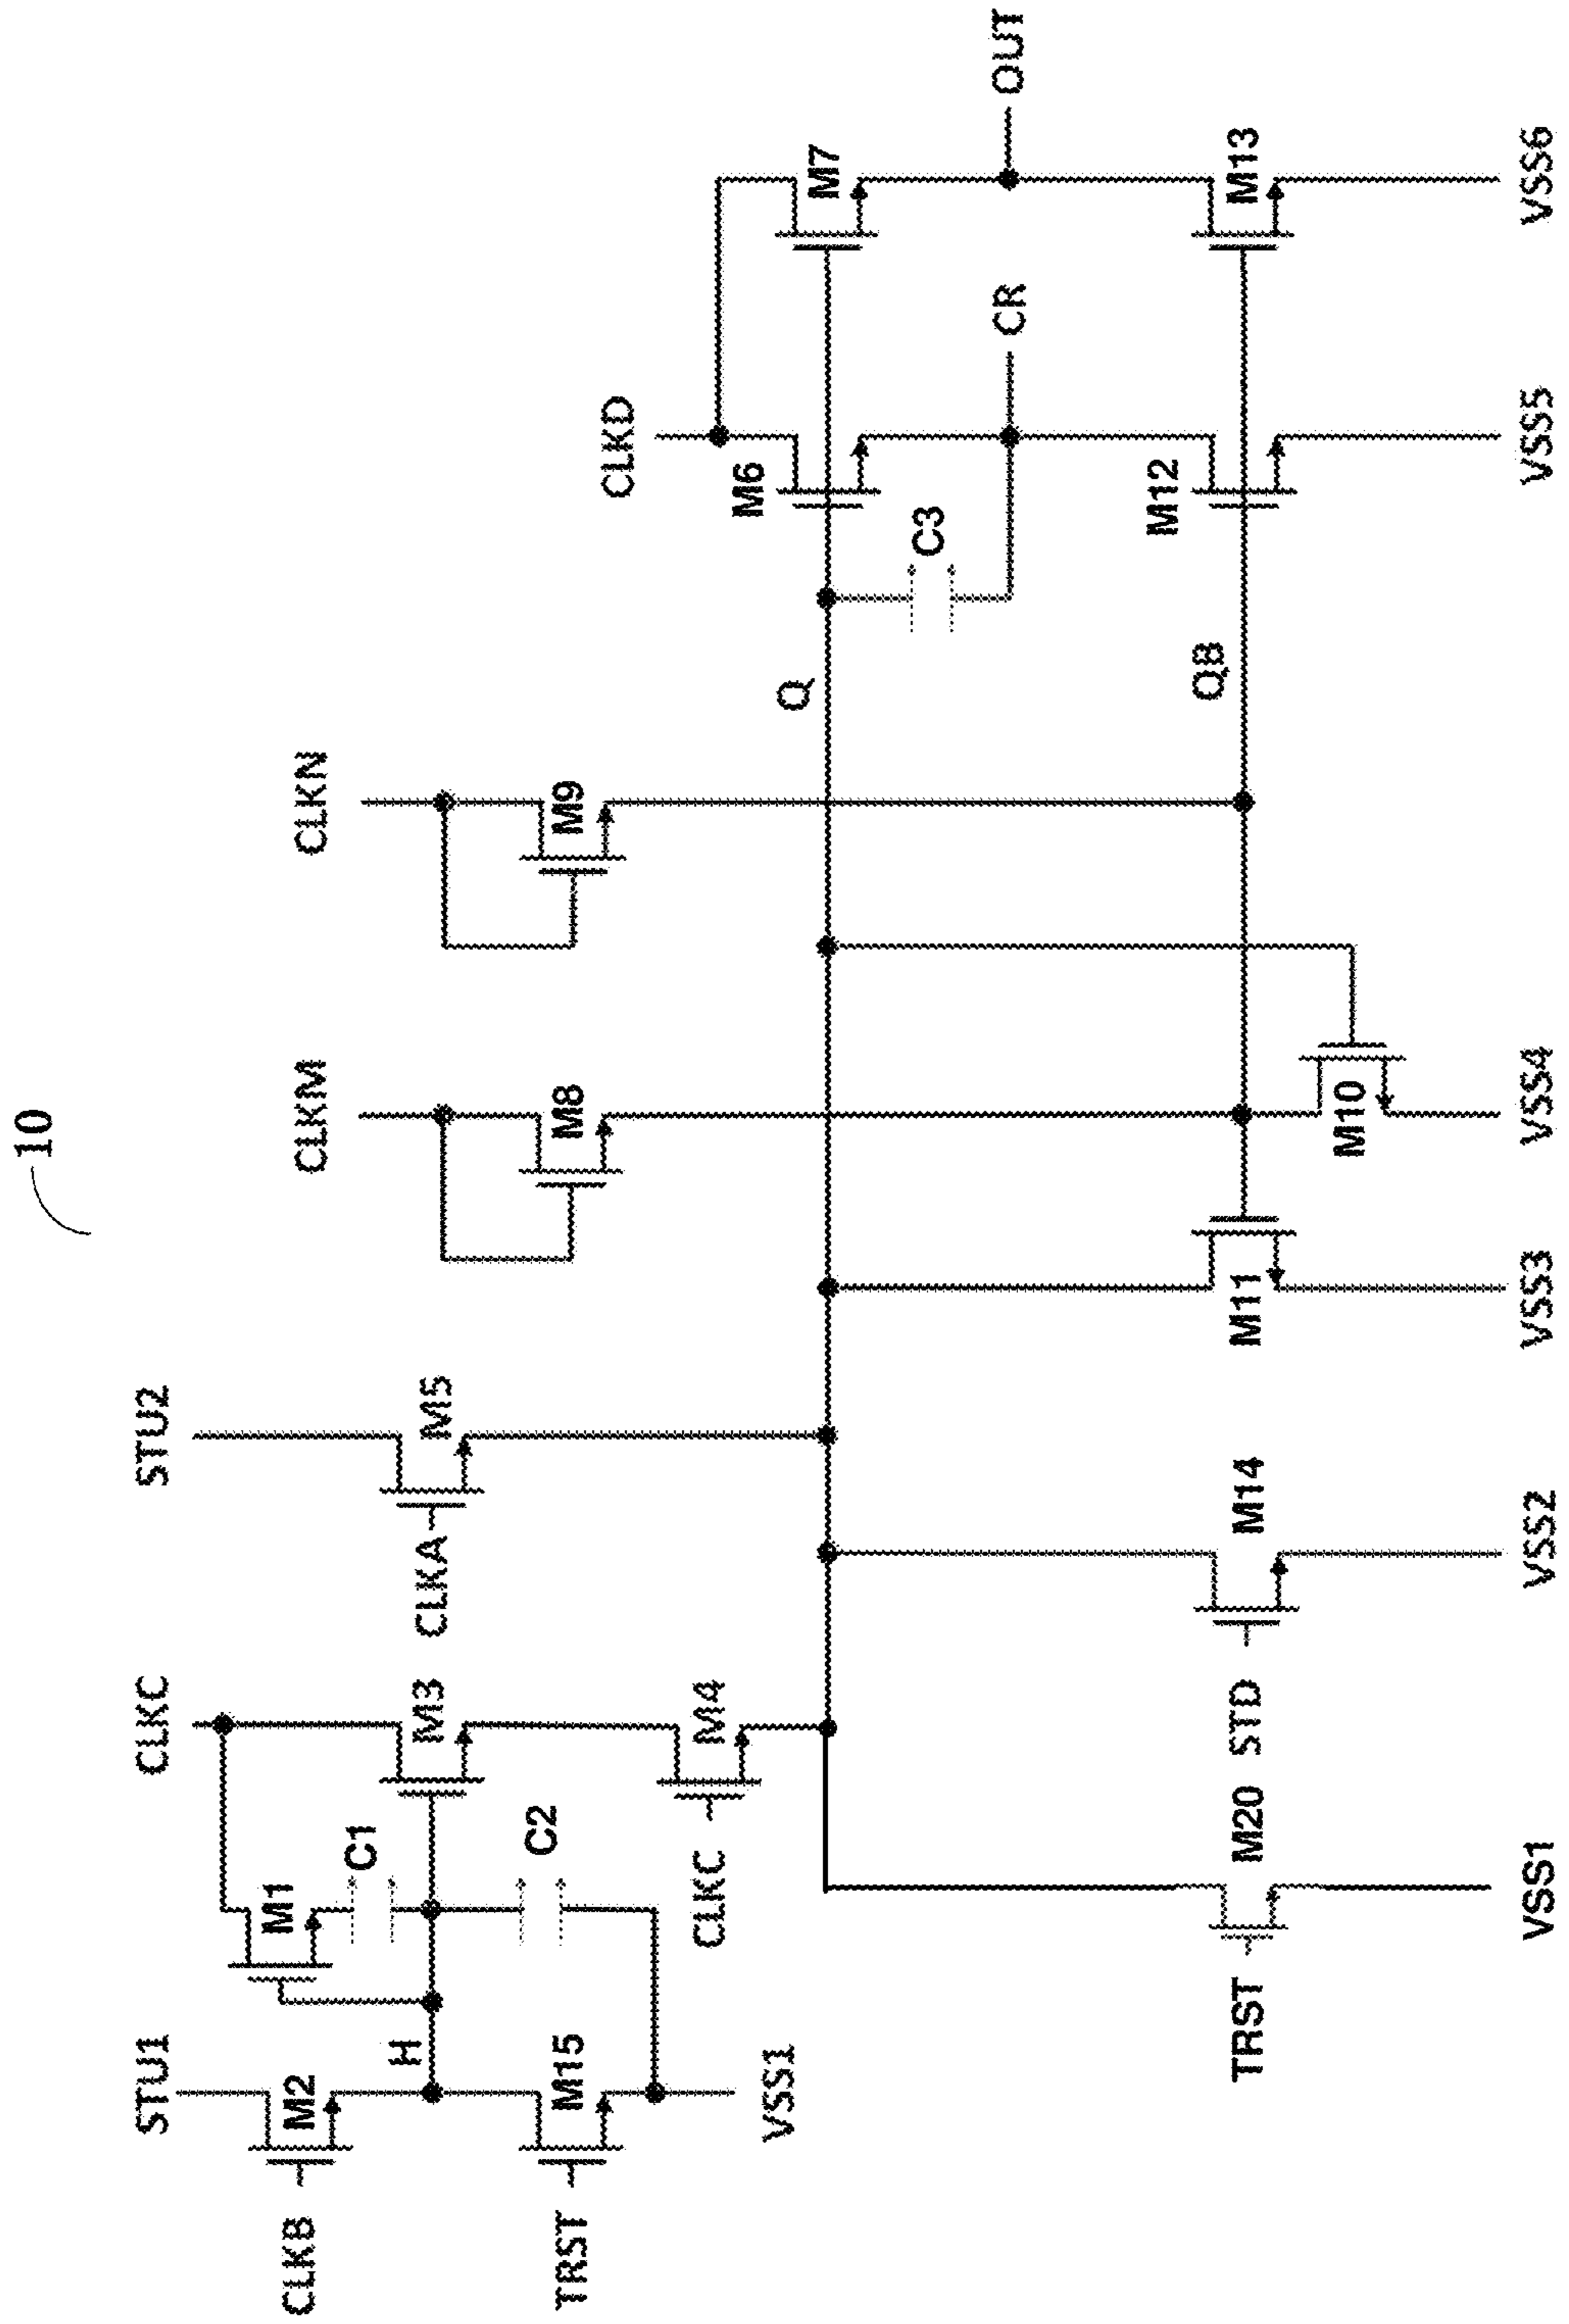 10
STU1
CLKC
STU2
CLKM
CLKN
CLKD
CLKB
M2
M1
C1
M3
CLKA
M5
M8
M9
H
TRST
M15
C2
CLKC
M4
VSS1
Q
M6
M7
C3
CR
OUT
QB
TRST
M20
STD
M14
M11
M10
M12
M13
VSS1
VSS2
VSS3
VSS4
VSS5
VSS6